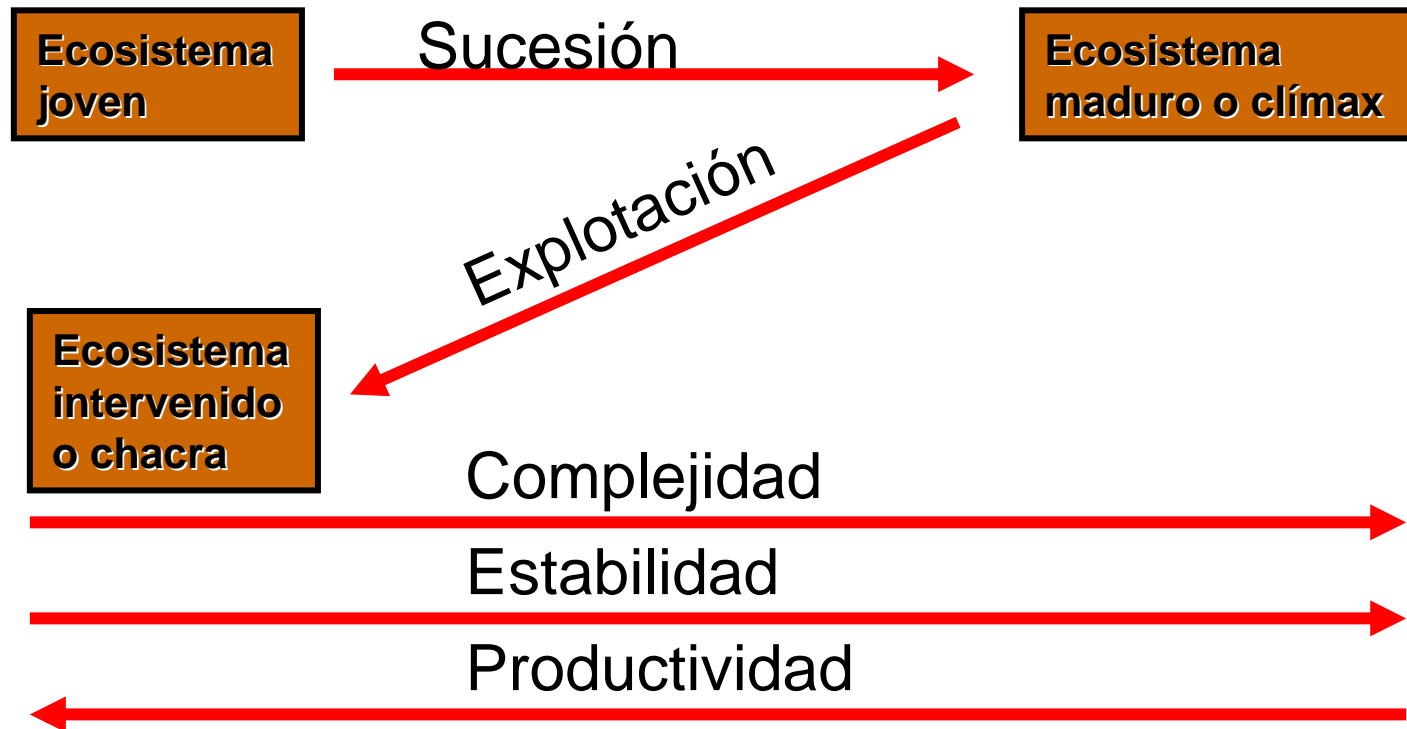 Ecosistema
joven
Sucesión
Ecosistema
maduro o clímax
Explotación
Ecosistema
intervenido
o chacra
Complejidad
Estabilidad
Productividad